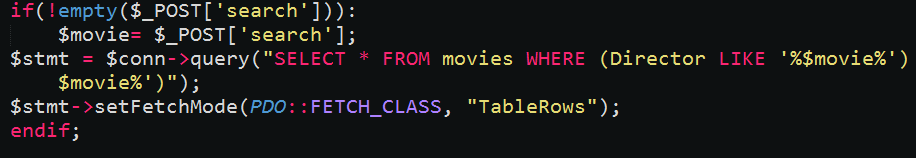 if(!empty($_POST['search'])):
$movie= $_POST['search'];
$stmt = $conn->query("SELECT * FROM movies WHERE (Director LIKE '%$movie%')
$movie%')");
$stmt->setFetchMode(PDO::FETCH_CLASS, "TableRows");
endif;